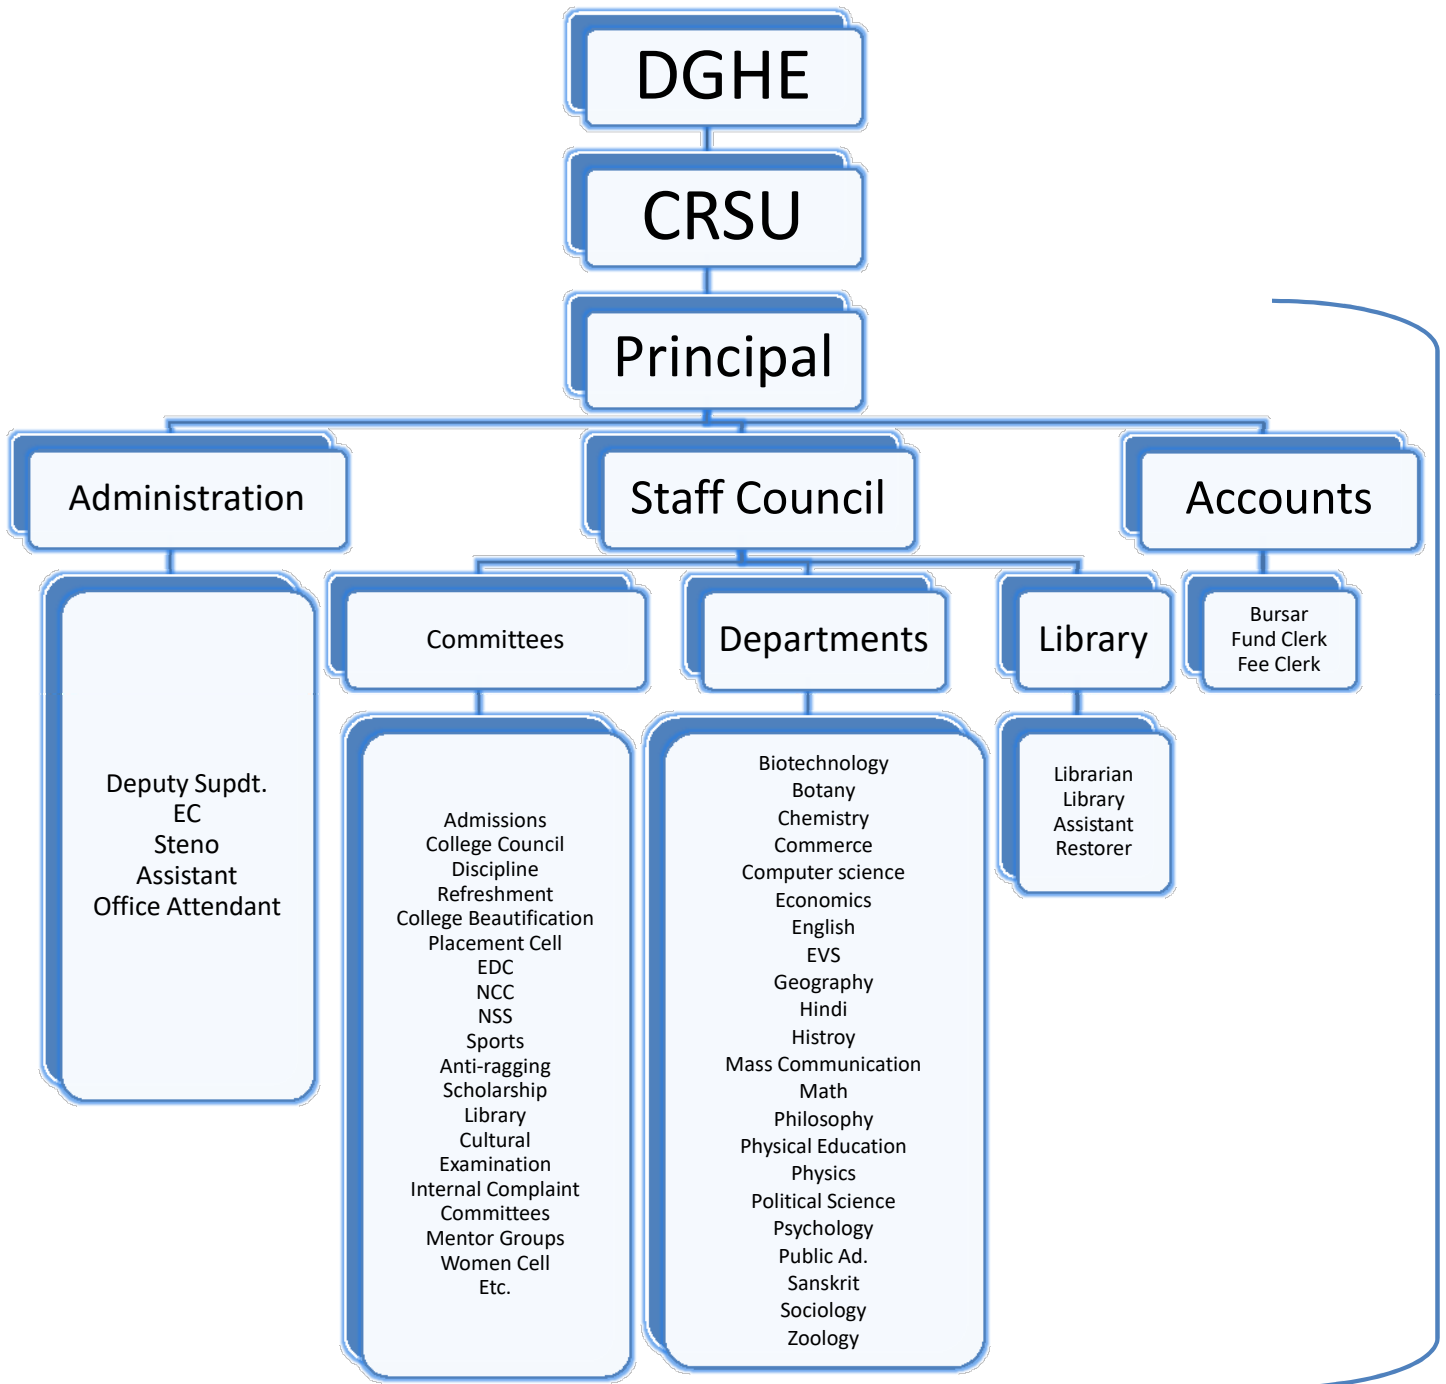 DGHE
CRSU
Principal
Administration
Staff Council
Accounts
Deputy Supdt.
EC
Steno
Assistant
Office Attendant
Committees
Departments
Library
Bursar
Fund Clerk
Fee Clerk
Admissions
College Council
Discipline
Refreshment
College Beautification
Placement Cell
EDC
NCC
NSS
Sports
Anti-ragging
Scholarship
Library
Cultural
Examination
Internal Complaint
Committees
Mentor Groups
Women Cell
Etc.
Biotechnology
Botany
Chemistry
Commerce
Computer science
Economics
English
EVS
Geography
Hindi
Histroy
Mass Communication
Math
Philosophy
Physical Education
Physics
Political Science
Psychology
Public Ad.
Sanskrit
Sociology
Zoology
Librarian
Library
Assistant
Restorer